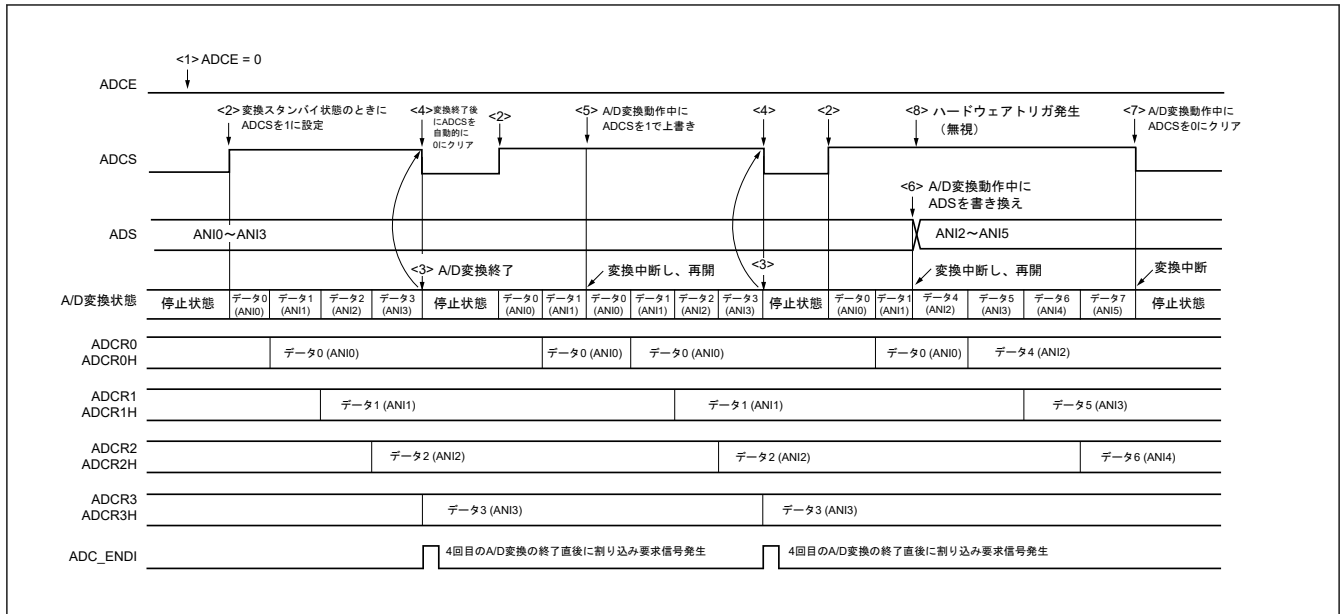 <1> ADCE = 0
ADCE
<2> 変換スタンバイ状態のときに
ADCSを1に設定
<4> 変換終了後
にADCSを
自動的に
0にクリア
<2>
<5> A/D変換動作中に
ADCSを1で上書き
<4>
<2>
<8> ハードウェアトリガ発生
（無視）
<7> A/D変換動作中に
ADCSを0にクリア
ADCS
<6> A/D変換動作中に
ADSを書き換え
ADS
ANI0～ANI3
ANI2～ANI5
<3> A/D変換終了
変換中断し、再開
<3>
変換中断し、再開
変換中断
A/D変換状態
停止状態
データ0
(ANI0)
データ1
(ANI1)
データ2
(ANI2)
データ3
(ANI3)
停止状態
データ0
(ANI0)
データ1
(ANI1)
データ0
(ANI0)
データ1
(ANI1)
データ2
(ANI2)
データ3
(ANI3)
停止状態
データ0
(ANI0)
データ1
(ANI1)
データ4
(ANI2)
データ5
(ANI3)
データ6
(ANI4)
データ7
(ANI5)
停止状態
ADCR0
ADCR0H
データ0 (ANI0)
データ0 (ANI0)
データ0 (ANI0)
データ0 (ANI0)
データ4 (ANI2)
ADCR1
ADCR1H
データ1 (ANI1)
データ1 (ANI1)
データ5 (ANI3)
ADCR2
ADCR2H
データ2 (ANI2)
データ2 (ANI2)
データ6 (ANI4)
ADCR3
ADCR3H
データ3 (ANI3)
データ3 (ANI3)
ADC_ENDI
4回目のA/D変換の終了直後に割り込み要求信号発生
4回目のA/D変換の終了直後に割り込み要求信号発生